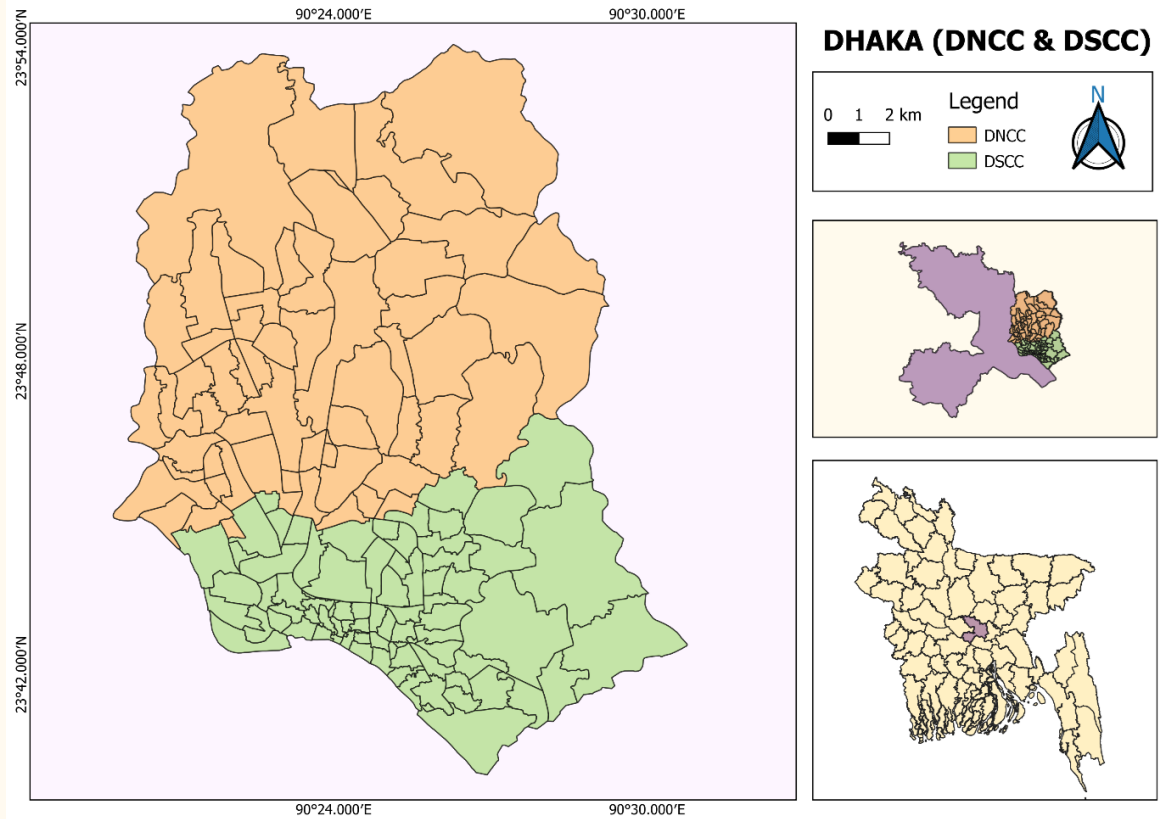 90°24.000′E
90°30.000′E
23°54.000′N
23°48.000′N
23°42.000′N
90°24.000′E
90°30.000′E
DHAKA (DNCC & DSCC)
0 1 2 km
Legend
DNCC
DSCC
N